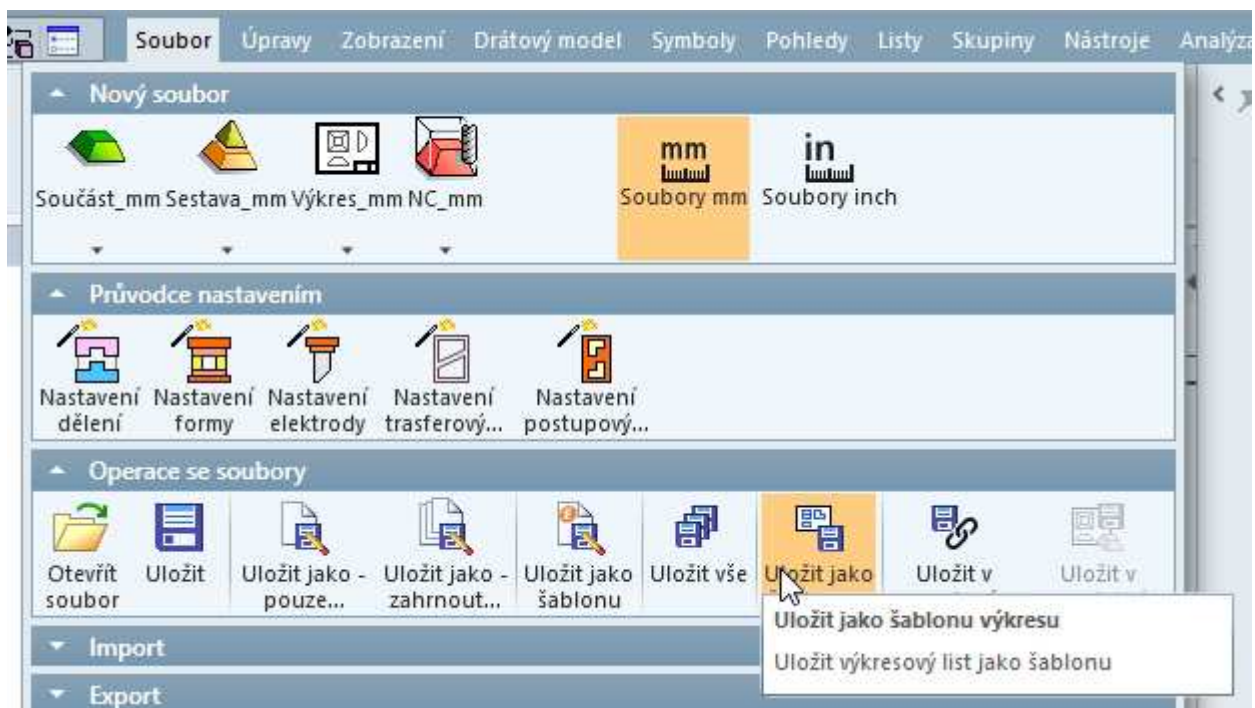 Soubor Úpravy Zobrazení Drátový model Symboly Pohledy Listy Skupiny Nástroje Analýza
Nový soubor
mm in
Součást_mm Sestava_mm Výkres_mm NC_mm Soubory mm Soubory inch
Průvodce nastavením
Nastavení Nastavení Nastavení Nastavení Nastavení
dělení formy elektrody trasferový... postupový...
Operace se soubory
Otevřít Uložit Uložit jako - Uložit jako - Uložit jako Uložit vše Uložit jako Uložit v Uložit v
soubor pouze... zahrnout... šablonu
Uložit jako šablonu výkresu
Import
Uložit výkresový list jako šablonu
Export